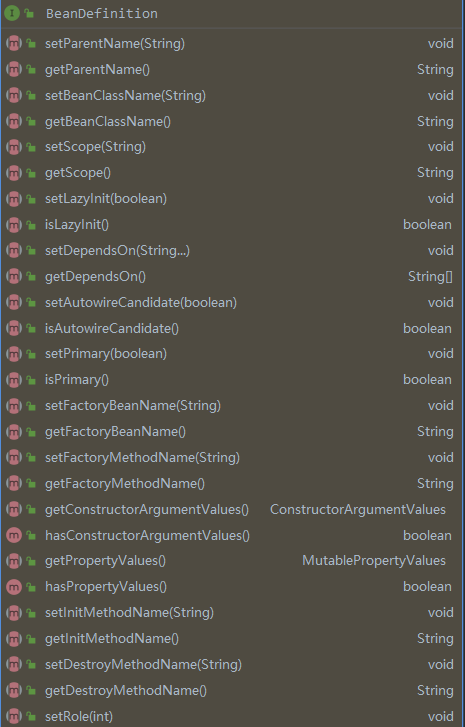 BeanDefinition
setParentName(String) void
getParentName() String
setBeanClassName(String) void
getBeanClassName() String
setScope(String) void
getScope() String
setLazyInit(boolean) void
isLazyInit() boolean
setDependsOn(String...) void
getDependsOn() String[]
setAutowireCandidate(boolean) void
isAutowireCandidate() boolean
setPrimary(boolean) void
isPrimary() boolean
setFactoryBeanName(String) void
getFactoryBeanName() String
setFactoryMethodName(String) void
getFactoryMethodName() String
getConstructorArgumentValues() ConstructorArgumentValues
hasConstructorArgumentValues() boolean
getPropertyValues() MutablePropertyValues
hasPropertyValues() boolean
setInitMethodName(String) void
getInitMethodName() String
setDestroyMethodName(String) void
getDestroyMethodName() String
setRole(int) void